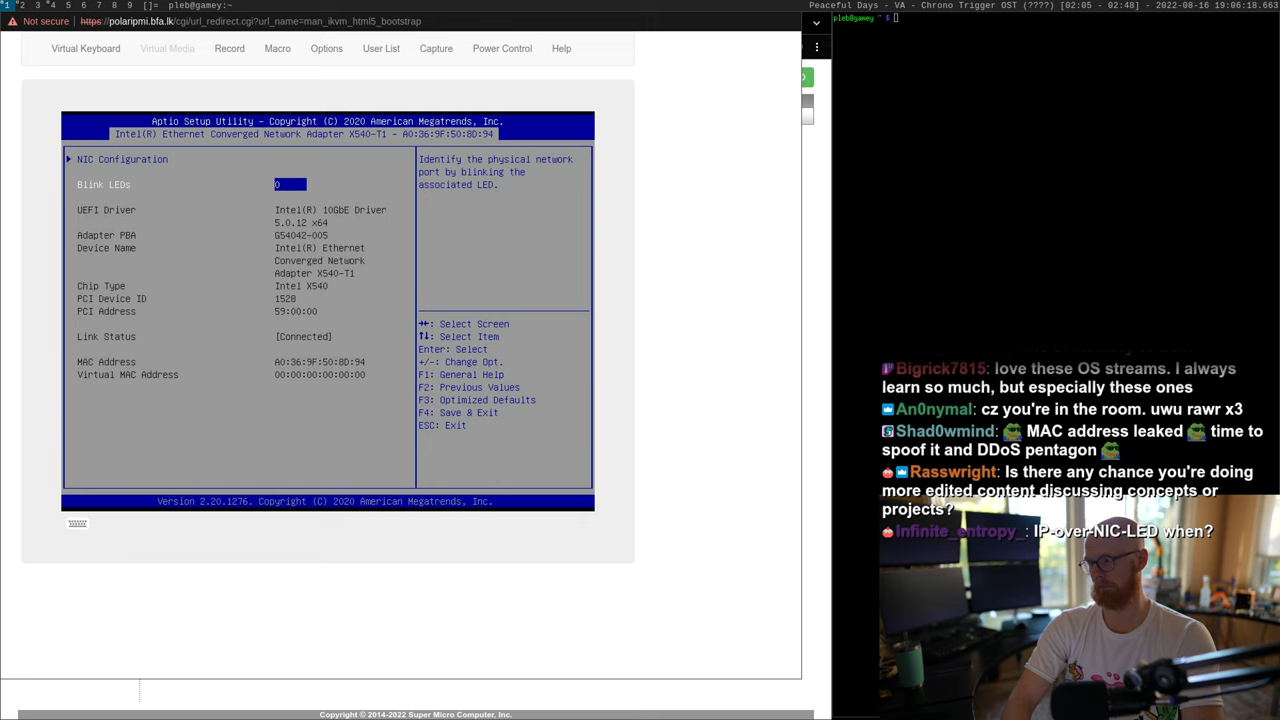 1 2 3 4 5 6 7 8 9 []= pleb@gamey:~
Peaceful Days - VA - Chrono Trigger OST (????) [02:05 - 02:48] - 2022-08-16 19:06:18.663
Not secure https://polaripmi.bfa.lk/cgi/url_redirect.cgi?url_name=man_ikvm_html5_bootstrap
pleb@gamey ~ $
Virtual Keyboard Virtual Media Record Macro Options User List Capture Power Control Help
Aptio Setup Utility – Copyright (C) 2020 American Megatrends, Inc.
Intel(R) Ethernet Converged Network Adapter X540-T1 - A0:36:9F:50:8D:94
NIC Configuration
Blink LEDs 0
UEFI Driver Intel(R) 10GbE Driver
5.0.12 x64
Adapter PBA G54042-005
Device Name Intel(R) Ethernet
Converged Network
Adapter X540-T1
Chip Type Intel X540
PCI Device ID 1528
PCI Address 59:00:00
Link Status [Connected]
MAC Address A0:36:9F:50:8D:94
Virtual MAC Address 00:00:00:00:00:00
Identify the physical network
port by blinking the
associated LED.
→←: Select Screen
↑↓: Select Item
Enter: Select
+/-: Change Opt.
F1: General Help
F2: Previous Values
F3: Optimized Defaults
F4: Save & Exit
ESC: Exit
Version 2.20.1276. Copyright (C) 2020 American Megatrends, Inc.
Bigrick7815: love these OS streams. I always
learn so much, but especially these ones
An0nymal: cz you're in the room. uwu rawr x3
Shad0wmind: MAC address leaked time to
spoof it and DDoS pentagon
Rasswright: Is there any chance you're doing
more edited content discussing concepts or
projects?
Infinite_entropy_: IP-over-NIC-LED when?
Copyright © 2014-2022 Super Micro Computer, Inc.